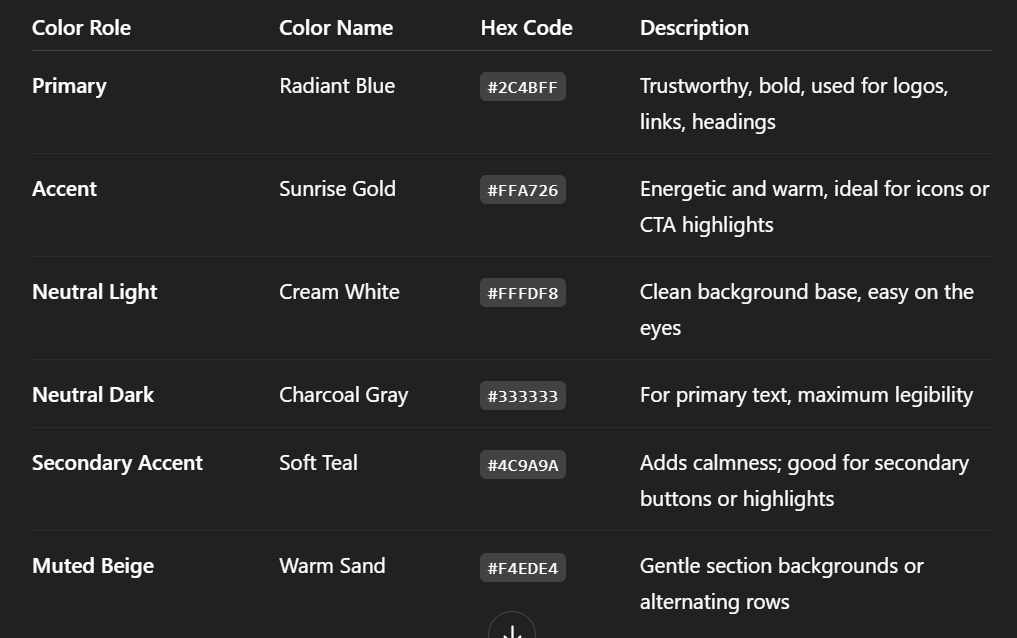 Color Role Color Name Hex Code Description
Primary Radiant Blue #2C4BFF Trustworthy, bold, used for logos,
links, headings
Accent Sunrise Gold #FFA726 Energetic and warm, ideal for icons or
CTA highlights
Neutral Light Cream White #FFFDF8 Clean background base, easy on the
eyes
Neutral Dark Charcoal Gray #333333 For primary text, maximum legibility
Secondary Accent Soft Teal #4C9A9A Adds calmness; good for secondary
buttons or highlights
Muted Beige Warm Sand #F4EDE4 Gentle section backgrounds or
alternating rows